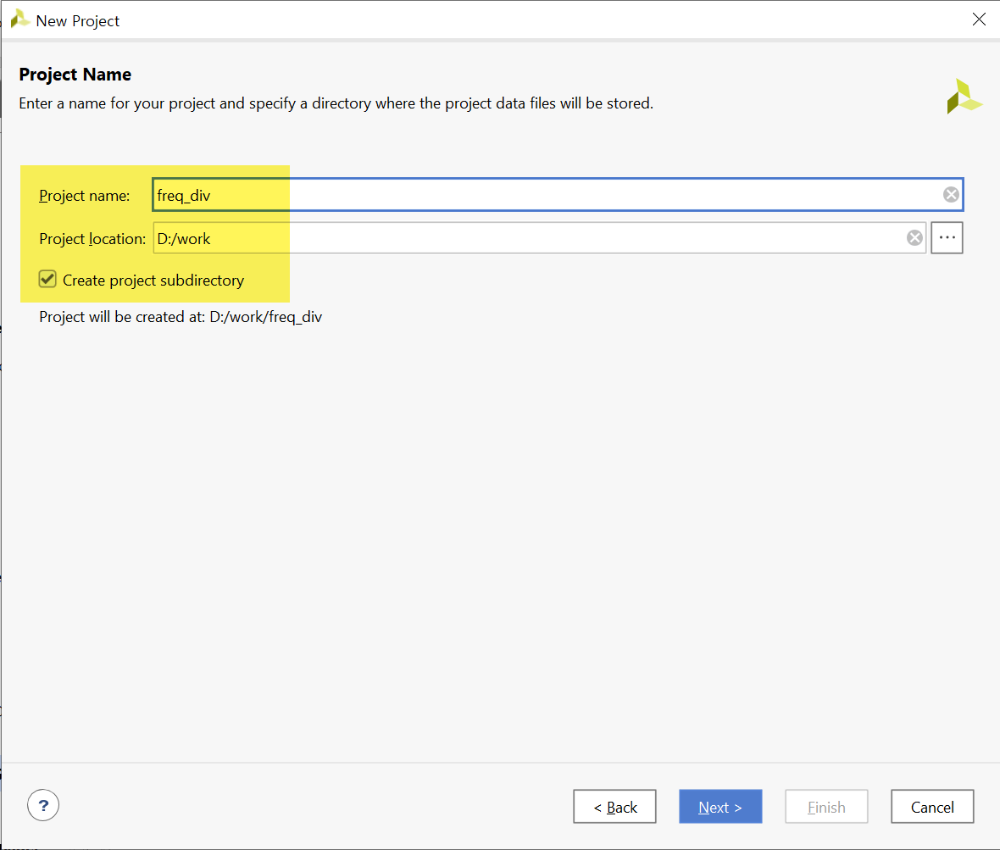 New Project
Project Name
Enter a name for your project and specify a directory where the project data files will be stored.
Project name: freq_div
Project location: D:/work
Create project subdirectory
Project will be created at: D:/work/freq_div
? < Back Next > Finish Cancel